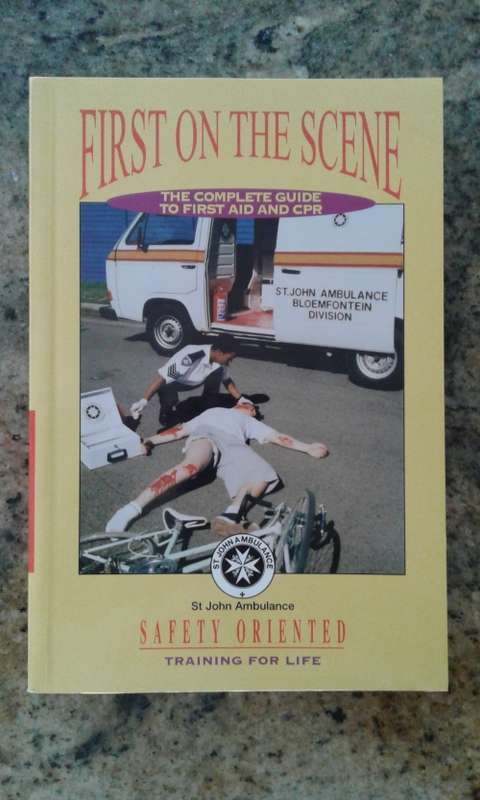 FIRST ON THE SCENE
THE COMPLETE GUIDE
TO FIRST AID AND CPR
ST. JOHN AMBULANCE
BLOEMFONTEIN
DIVISION
ST JOHN AMBULANCE
St John Ambulance
SAFETY ORIENTED
TRAINING FOR LIFE